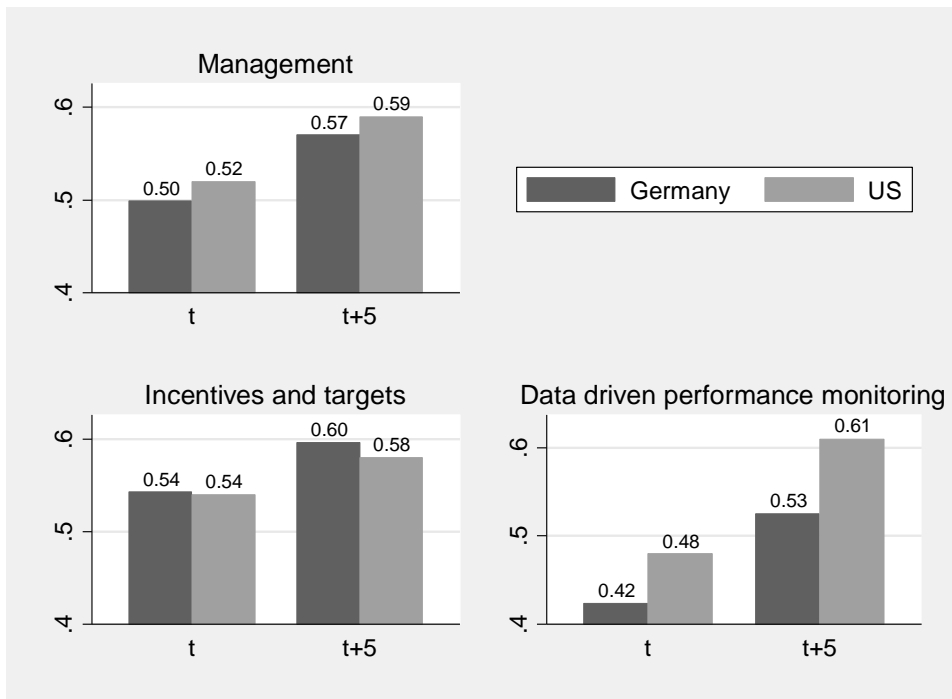 Management
.6
.5
.4
0.50
0.52
0.57
0.59
t
t+5
Germany
US
Incentives and targets
.6
.5
.4
0.54
0.54
0.60
0.58
t
t+5
Data driven performance monitoring
.6
.5
.4
0.42
0.48
0.53
0.61
t
t+5